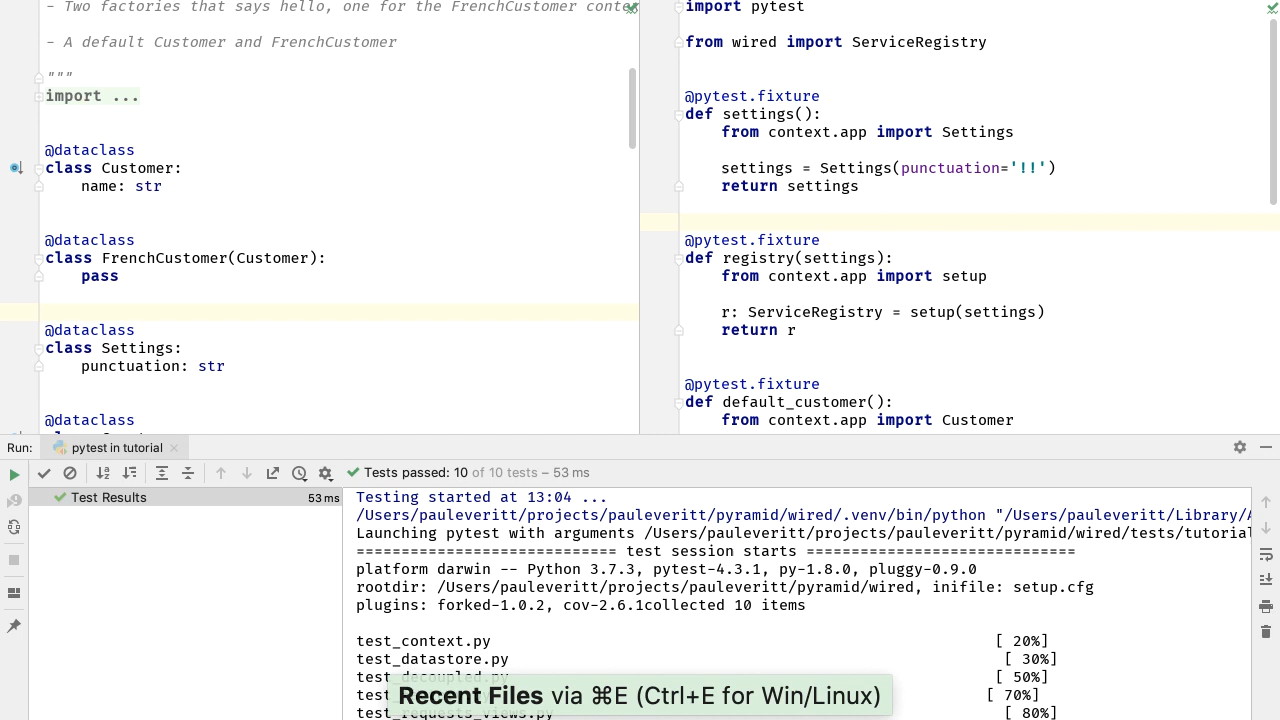 - Two factories that says hello, one for the FrenchCustomer
- A default Customer and FrenchCustomer
"""
import ...
@dataclass
class Customer:
name: str
@dataclass
class FrenchCustomer(Customer):
pass
@dataclass
class Settings:
punctuation: str
@dataclass
import pytest
from wired import ServiceRegistry
@pytest.fixture
def settings():
from context.app import Settings
settings = Settings(punctuation='!!')
return settings
@pytest.fixture
def registry(settings):
from context.app import setup
r: ServiceRegistry = setup(settings)
return r
@pytest.fixture
def default_customer():
from context.app import Customer
Run: pytest in tutorial
Tests passed: 10 of 10 tests – 53 ms
Test Results 53 ms
Testing started at 13:04 ...
/Users/pauleveritt/projects/pauleveritt/pyramid/wired/.venv/bin/python "/Users/pauleveritt/Library/
Launching pytest with arguments /Users/pauleveritt/projects/pauleveritt/pyramid/wired/tests/tutorial
============================= test session starts ==============================
platform darwin -- Python 3.7.3, pytest-4.3.1, py-1.8.0, pluggy-0.9.0
rootdir: /Users/pauleveritt/projects/pauleveritt/pyramid/wired, inifile: setup.cfg
plugins: forked-1.0.2, cov-2.6.1collected 10 items
test_context.py [ 20%]
test_datastore.py [ 30%]
test_decoupled.py [ 50%]
[ 70%]
test_requests_views.py [ 80%]
Recent Files via ⌘E (Ctrl+E for Win/Linux)